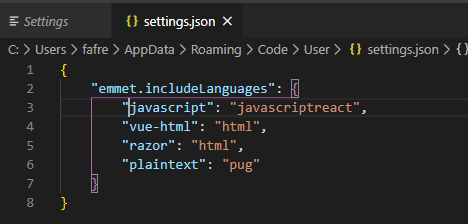 Settings
{} settings.json ×
C: > Users > fafre > AppData > Roaming > Code > User > {} settings.json > {}
1 {
2 "emmet.includeLanguages": {
3 "javascript": "javascriptreact",
4 "vue-html": "html",
5 "razor": "html",
6 "plaintext": "pug"
7 }
8 }